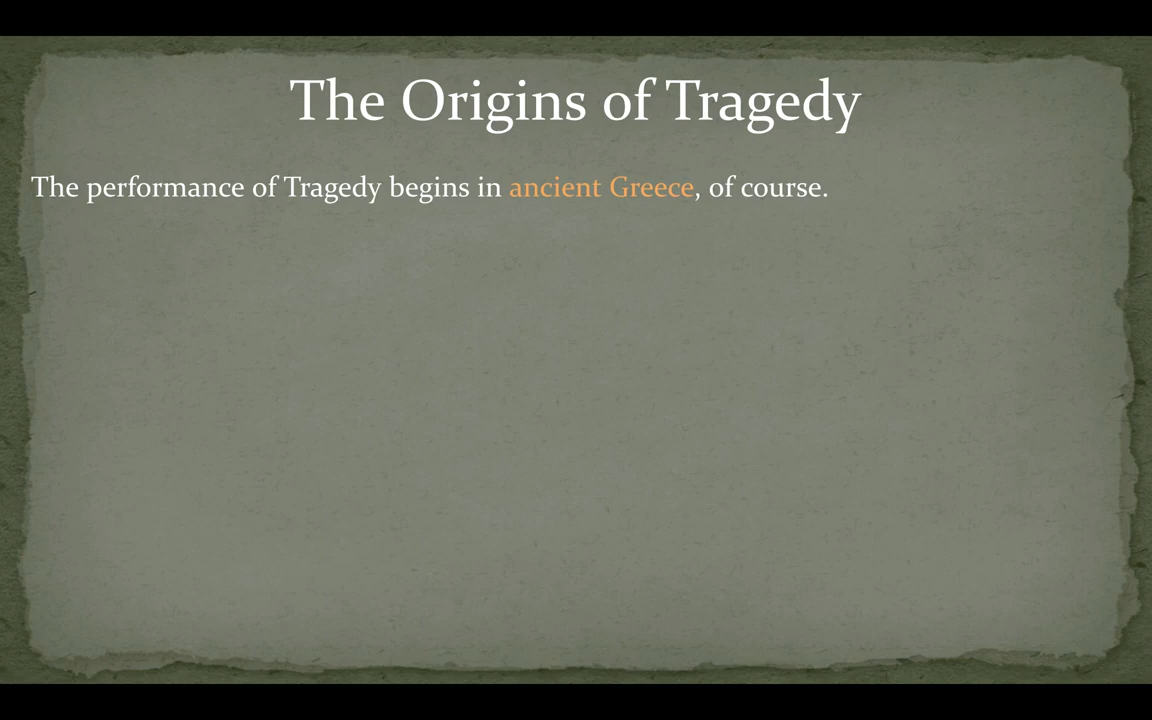 The Origins of Tragedy
The performance of Tragedy begins in ancient Greece, of course.